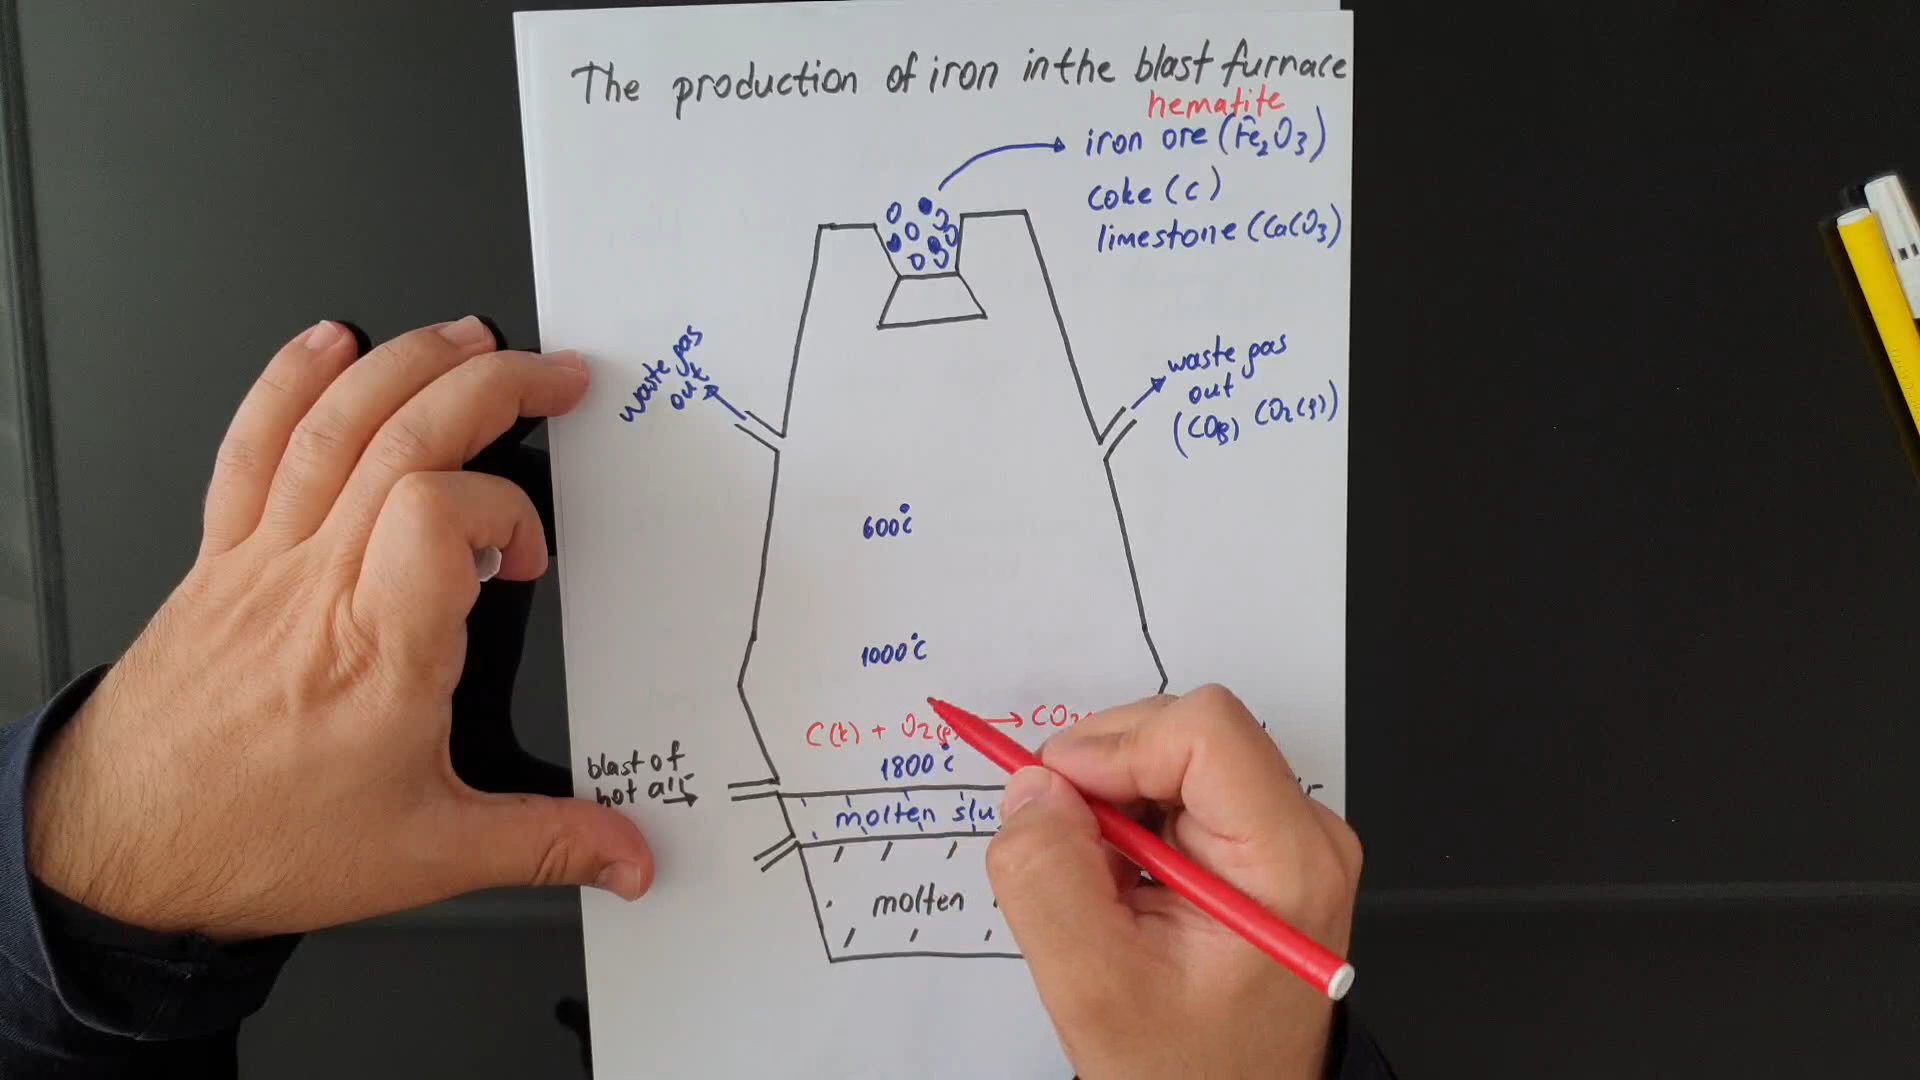 The production of iron in the blast furnace
hematite
iron ore (Fe₂O₃)
coke (c)
limestone (CaCO₃)
waste gas
out
waste gas
out
CO₂(g)
600°C
1000°C
C(k) + O₂(g) → CO₂
1800°C
blast of
hot air
molten slu
molten